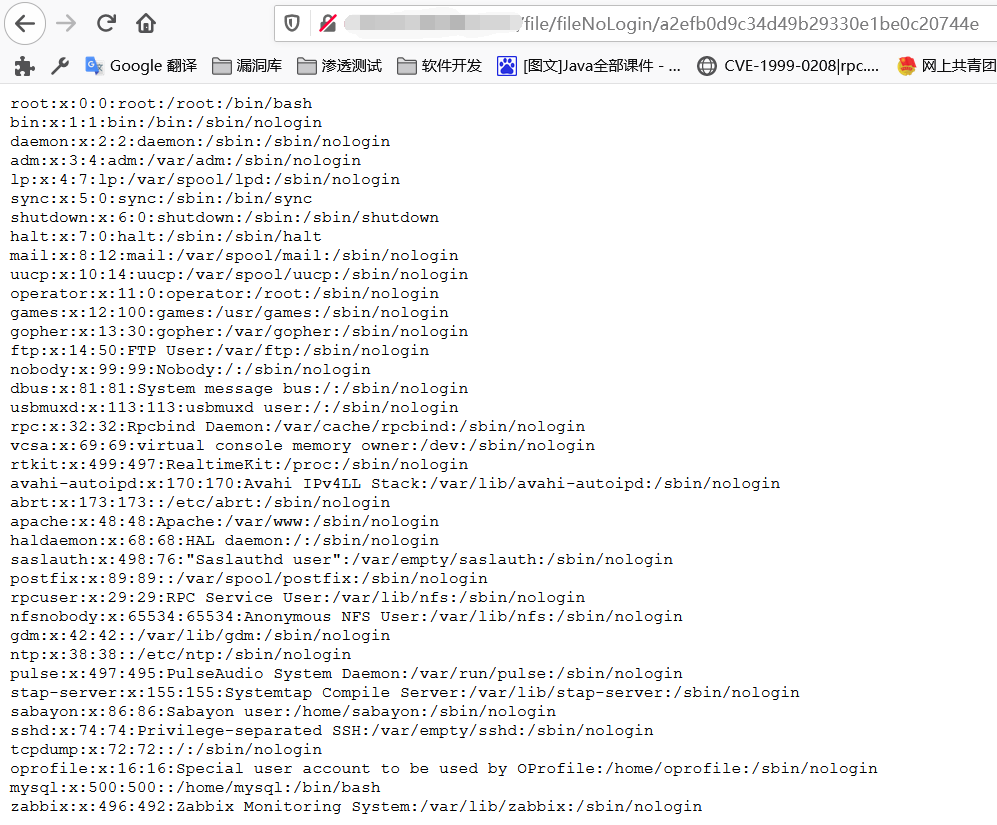 /file/fileNoLogin/a2efb0d9c34d49b29330e1be0c20744e
Google 翻译 漏洞库 渗透测试 软件开发 [图文]Java全部课件 - ... CVE-1999-0208|rpc.... 网上共青团
root:x:0:0:root:/root:/bin/bash
bin:x:1:1:bin:/bin:/sbin/nologin
daemon:x:2:2:daemon:/sbin:/sbin/nologin
adm:x:3:4:adm:/var/adm:/sbin/nologin
lp:x:4:7:lp:/var/spool/lpd:/sbin/nologin
sync:x:5:0:sync:/sbin:/bin/sync
shutdown:x:6:0:shutdown:/sbin:/sbin/shutdown
halt:x:7:0:halt:/sbin:/sbin/halt
mail:x:8:12:mail:/var/spool/mail:/sbin/nologin
uucp:x:10:14:uucp:/var/spool/uucp:/sbin/nologin
operator:x:11:0:operator:/root:/sbin/nologin
games:x:12:100:games:/usr/games:/sbin/nologin
gopher:x:13:30:gopher:/var/gopher:/sbin/nologin
ftp:x:14:50:FTP User:/var/ftp:/sbin/nologin
nobody:x:99:99:Nobody:/:/sbin/nologin
dbus:x:81:81:System message bus:/:/sbin/nologin
usbmuxd:x:113:113:usbmuxd user:/:/sbin/nologin
rpc:x:32:32:Rpcbind Daemon:/var/cache/rpcbind:/sbin/nologin
vcsa:x:69:69:virtual console memory owner:/dev:/sbin/nologin
rtkit:x:499:497:RealtimeKit:/proc:/sbin/nologin
avahi-autoipd:x:170:170:Avahi IPv4LL Stack:/var/lib/avahi-autoipd:/sbin/nologin
abrt:x:173:173::/etc/abrt:/sbin/nologin
apache:x:48:48:Apache:/var/www:/sbin/nologin
haldaemon:x:68:68:HAL daemon:/:/sbin/nologin
saslauth:x:498:76:"Saslauthd user":/var/empty/saslauth:/sbin/nologin
postfix:x:89:89::/var/spool/postfix:/sbin/nologin
rpcuser:x:29:29:RPC Service User:/var/lib/nfs:/sbin/nologin
nfsnobody:x:65534:65534:Anonymous NFS User:/var/lib/nfs:/sbin/nologin
gdm:x:42:42::/var/lib/gdm:/sbin/nologin
ntp:x:38:38::/etc/ntp:/sbin/nologin
pulse:x:497:495:PulseAudio System Daemon:/var/run/pulse:/sbin/nologin
stap-server:x:155:155:Systemtap Compile Server:/var/lib/stap-server:/sbin/nologin
sabayon:x:86:86:Sabayon user:/home/sabayon:/sbin/nologin
sshd:x:74:74:Privilege-separated SSH:/var/empty/sshd:/sbin/nologin
tcpdump:x:72:72::/:/sbin/nologin
oprofile:x:16:16:Special user account to be used by OProfile:/home/oprofile:/sbin/nologin
mysql:x:500:500::/home/mysql:/bin/bash
zabbix:x:496:492:Zabbix Monitoring System:/var/lib/zabbix:/sbin/nologin